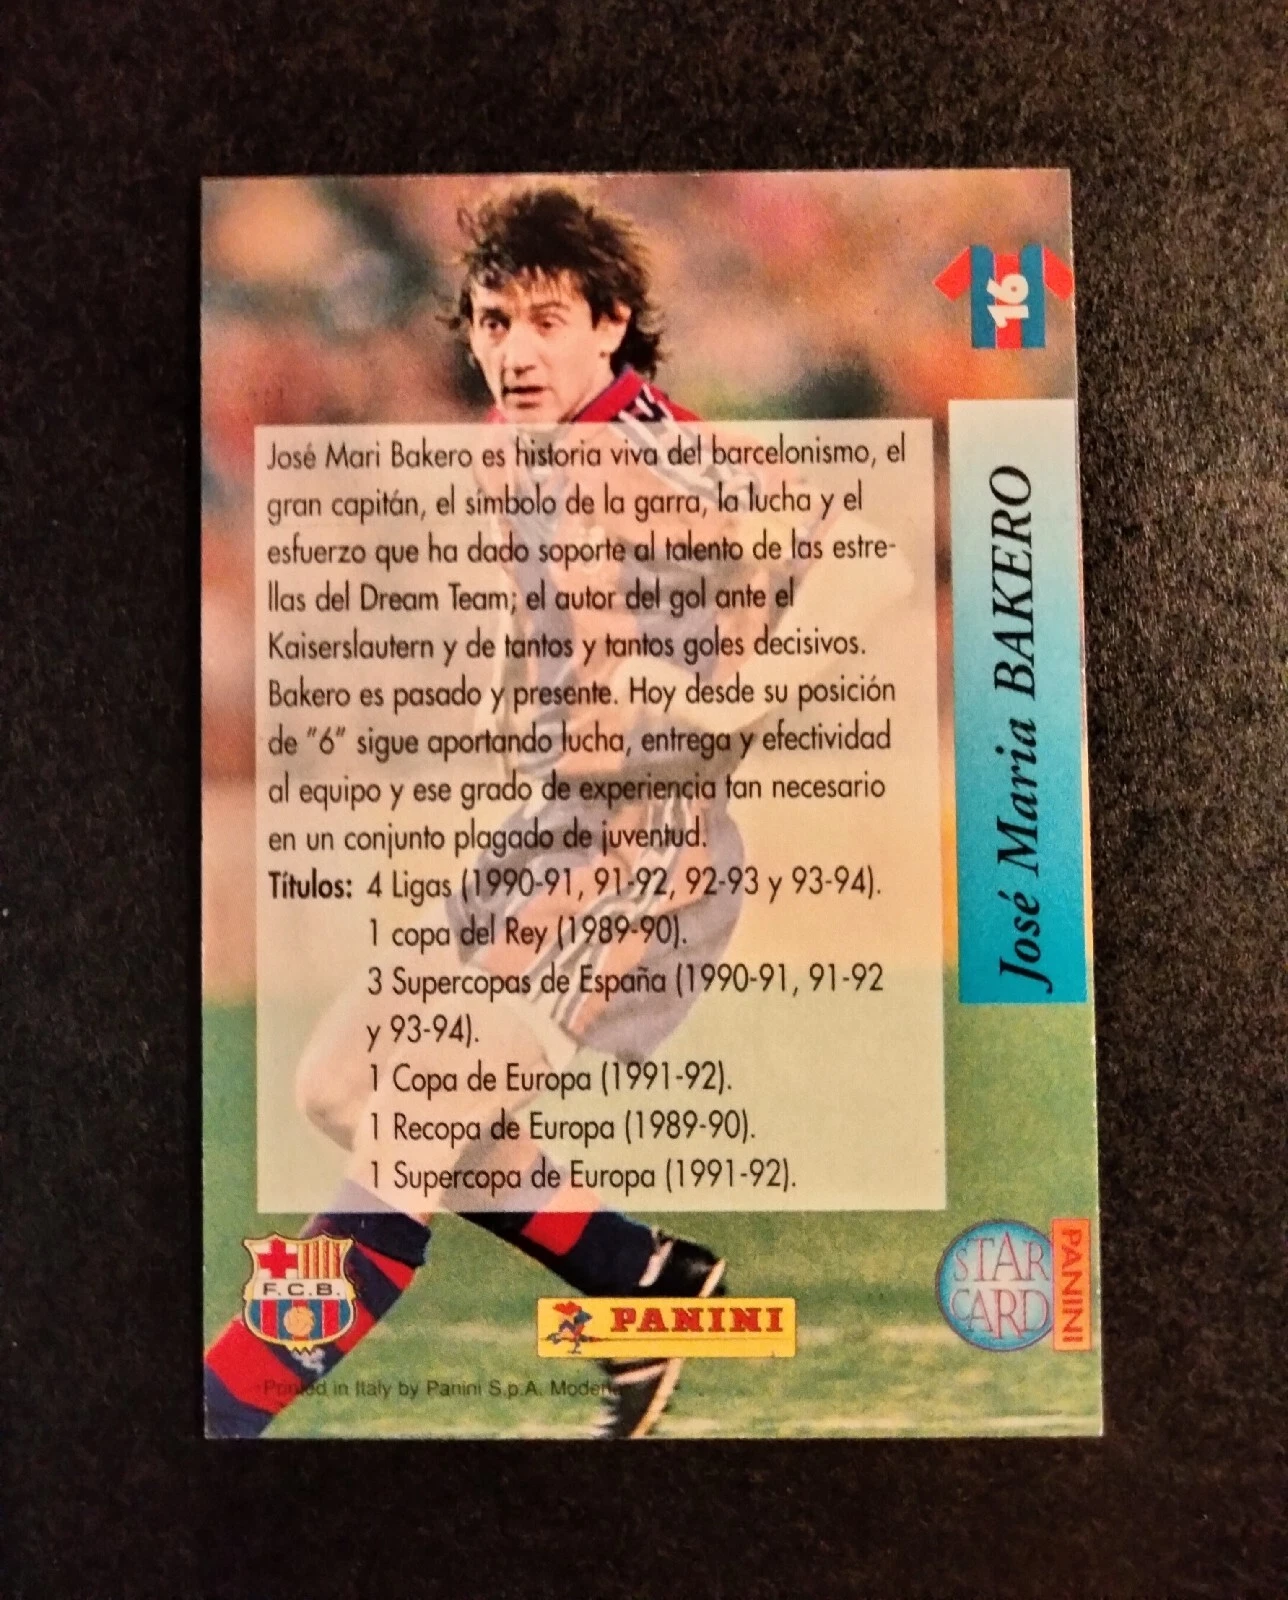 16
José Maria BAKERO
José Mari Bakero es historia viva del barcelonismo, el
gran capitán, el símbolo de la garra, la lucha y el
esfuerzo que ha dado soporte al talento de las estre-
llas del Dream Team; el autor del gol ante el
Kaiserslautern y de tantos y tantos goles decisivos.
Bakero es pasado y presente. Hoy desde su posición
de "6" sigue aportando lucha, entrega y efectividad
al equipo y ese grado de experiencia tan necesario
en un conjunto plagado de juventud.
Títulos: 4 Ligas (1990-91, 91-92, 92-93 y 93-94).
1 copa del Rey (1989-90).
3 Supercopas de España (1990-91, 91-92
y 93-94).
1 Copa de Europa (1991-92).
1 Recopa de Europa (1989-90).
1 Supercopa de Europa (1991-92).
F.C.B.
PANINI
STAR
CARD
PANINI
Printed in Italy by Panini S.p.A. Modena